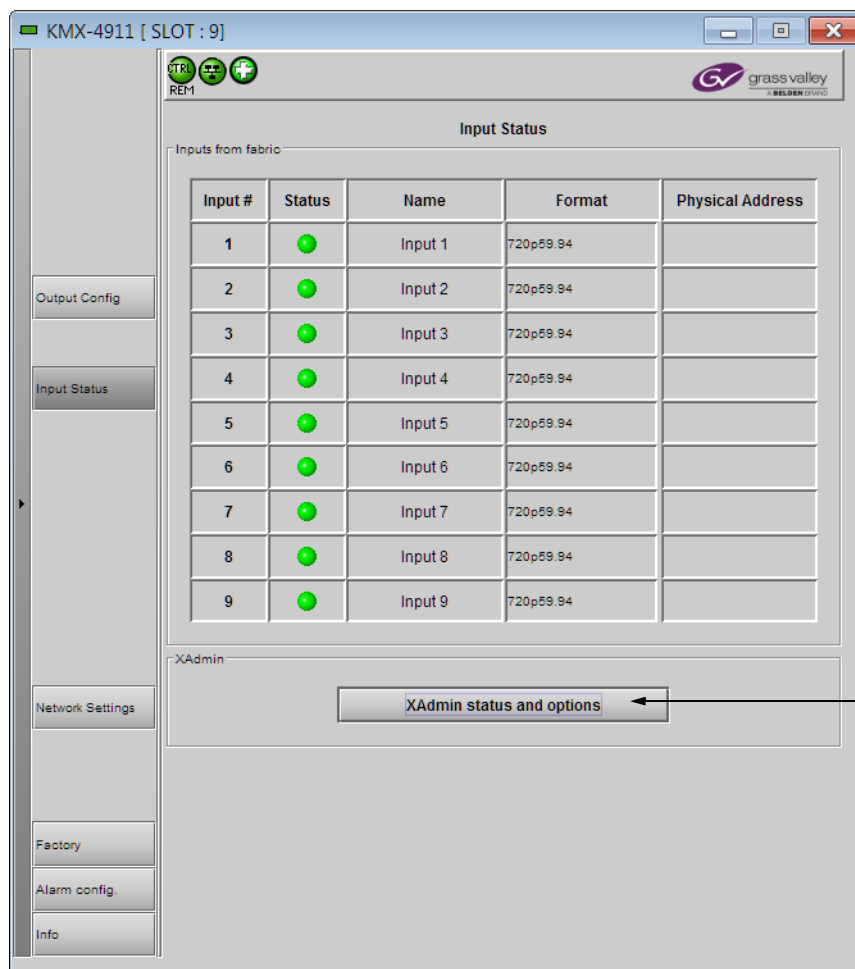 KMX-4911 [ SLOT : 9]
CTRL
REM
GV grass valley
A BELDEN BRAND
Input Status
Inputs from fabric
Input # Status Name Format Physical Address
1 Input 1 720p59.94
2 Input 2 720p59.94
3 Input 3 720p59.94
4 Input 4 720p59.94
5 Input 5 720p59.94
6 Input 6 720p59.94
7 Input 7 720p59.94
8 Input 8 720p59.94
9 Input 9 720p59.94
Output Config
Input Status
Network Settings
Factory
Alarm config.
Info
XAdmin
XAdmin status and options